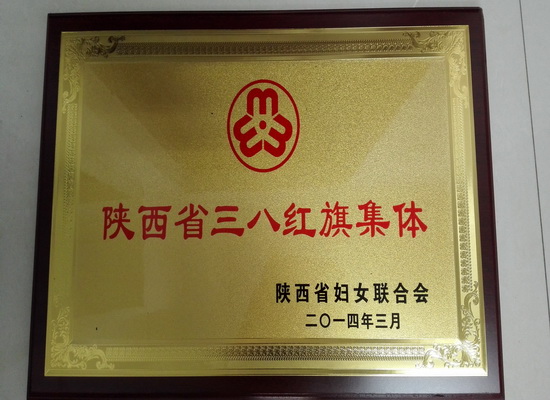 陕西省三八红旗集体
陕西省妇女联合会
二〇一四年三月